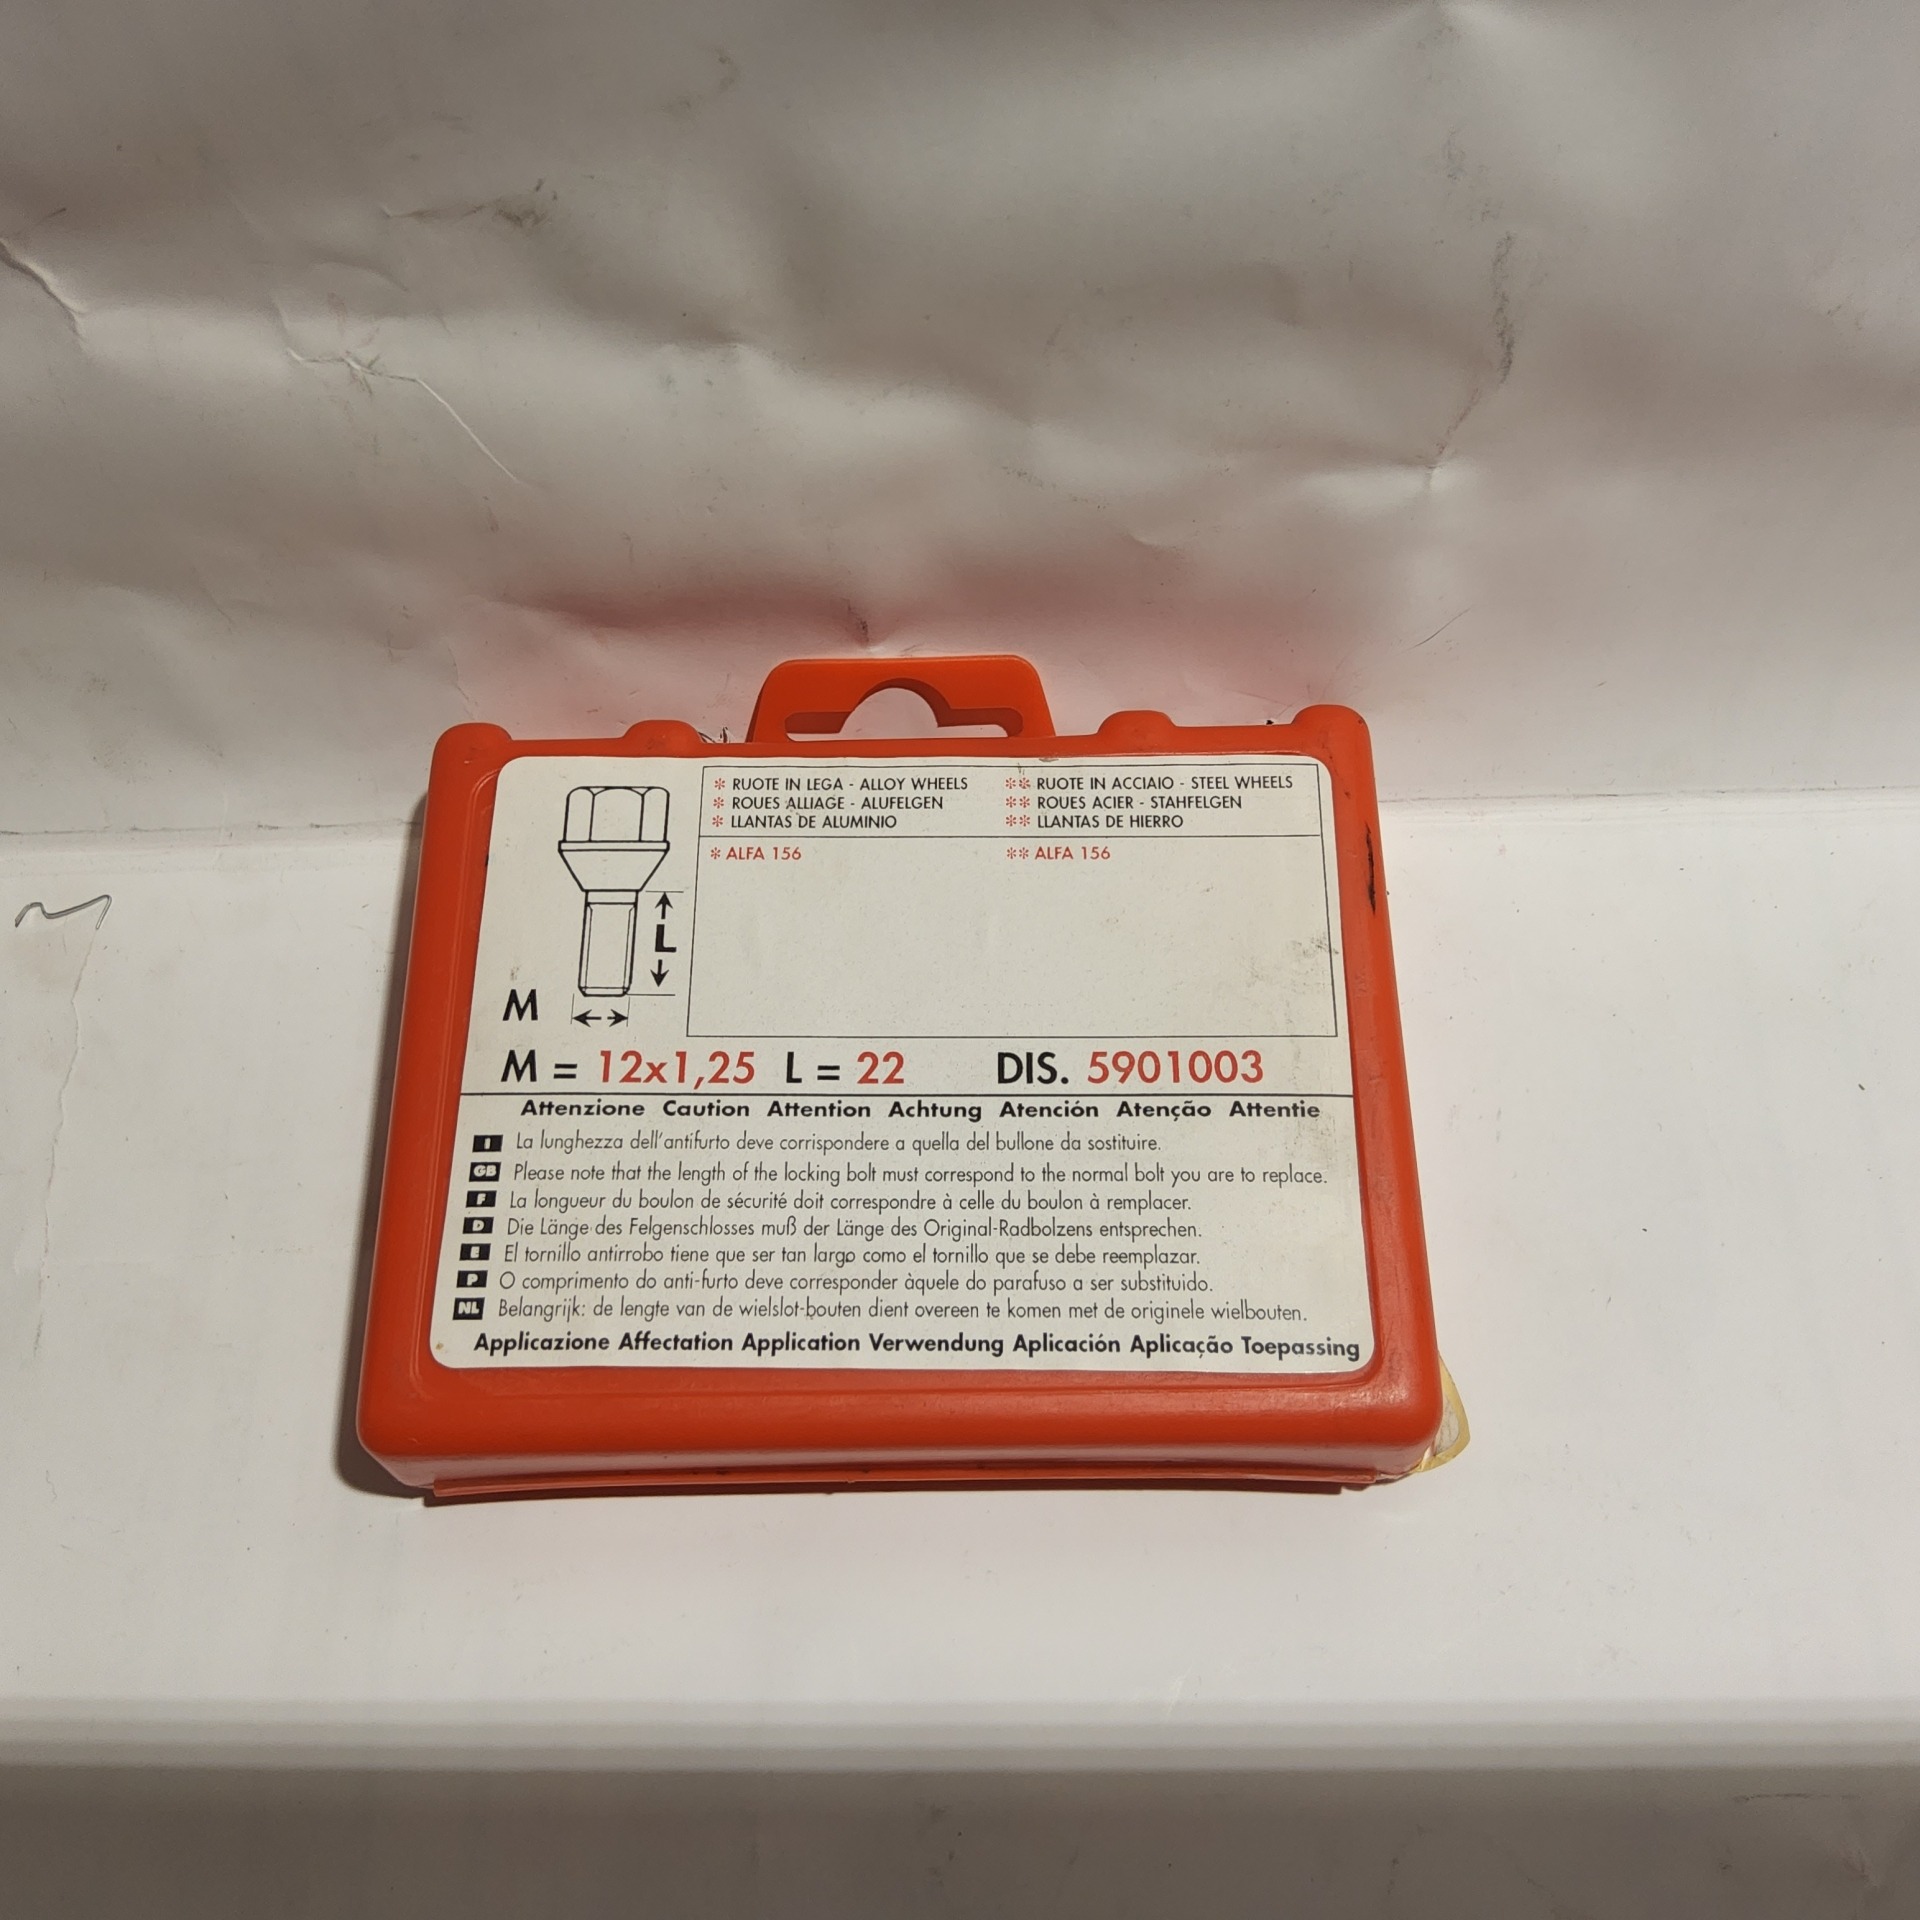 * RUOTE IN LEGA - ALLOY WHEELS
* ROUES ALLIAGE - ALUFELGEN
* LLANTAS DE ALUMINIO
** RUOTE IN ACCIAIO - STEEL WHEELS
** ROUES ACIER - STAHFELGEN
** LLANTAS DE HIERRO
* ALFA 156
** ALFA 156
L
M
M = 12x1,25 L = 22 DIS. 5901003
Attenzione Caution Attention Achtung Atención Atenção Attentie
I La lunghezza dell'antifurto deve corrispondere a quella del bullone da sostituire.
GB Please note that the length of the locking bolt must correspond to the normal bolt you are to replace.
F La longueur du boulon de sécurité doit correspondre à celle du boulon à remplacer.
D Die Länge des Felgenschlosses muß der Länge des Original-Radbolzens entsprechen.
E El tornillo antirrobo tiene que ser tan largo como el tornillo que se debe reemplazar.
P O comprimento do anti-furto deve corresponder àquele do parafuso a ser substituido.
NL Belangrijk: de lengte van de wielslot-bouten dient overeen te komen met de originele wielbouten.
Applicazione Affectation Application Verwendung Aplicación Aplicação Toepassing